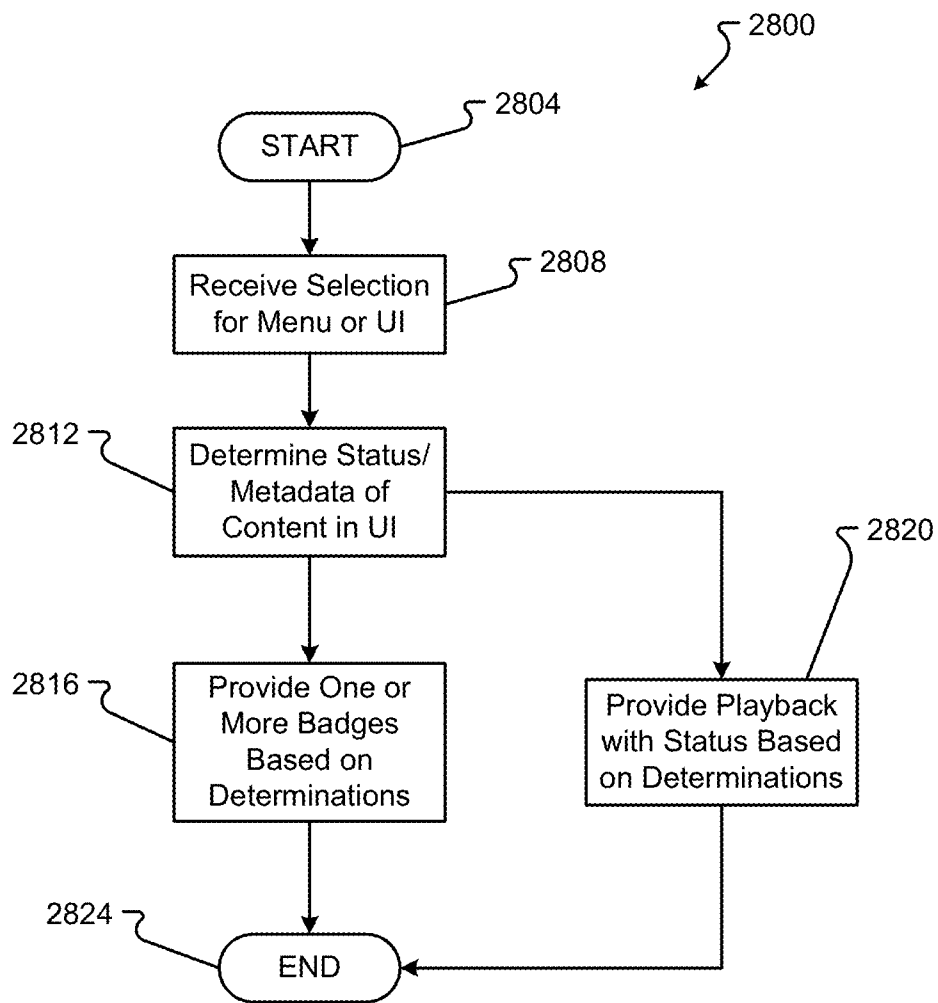 2800
2804
START
2808
Receive Selection
for Menu or UI
2812
Determine Status/
Metadata of
Content in UI
2820
2816
Provide One or
More Badges
Based on
Determinations
Provide Playback
with Status Based
on Determinations
2824
END